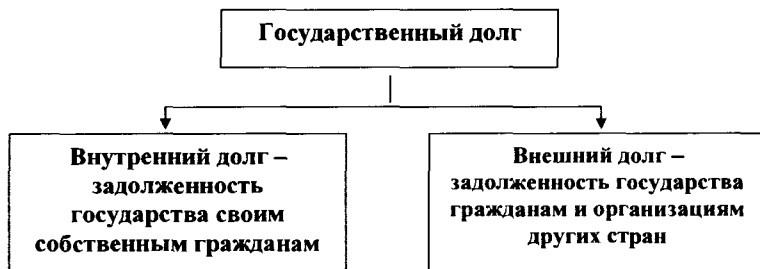 Государственный долг
Внутренний долг –
задолженность
государства своим
собственным гражданам
Внешний долг –
задолженность государства
гражданам и организациям
других стран